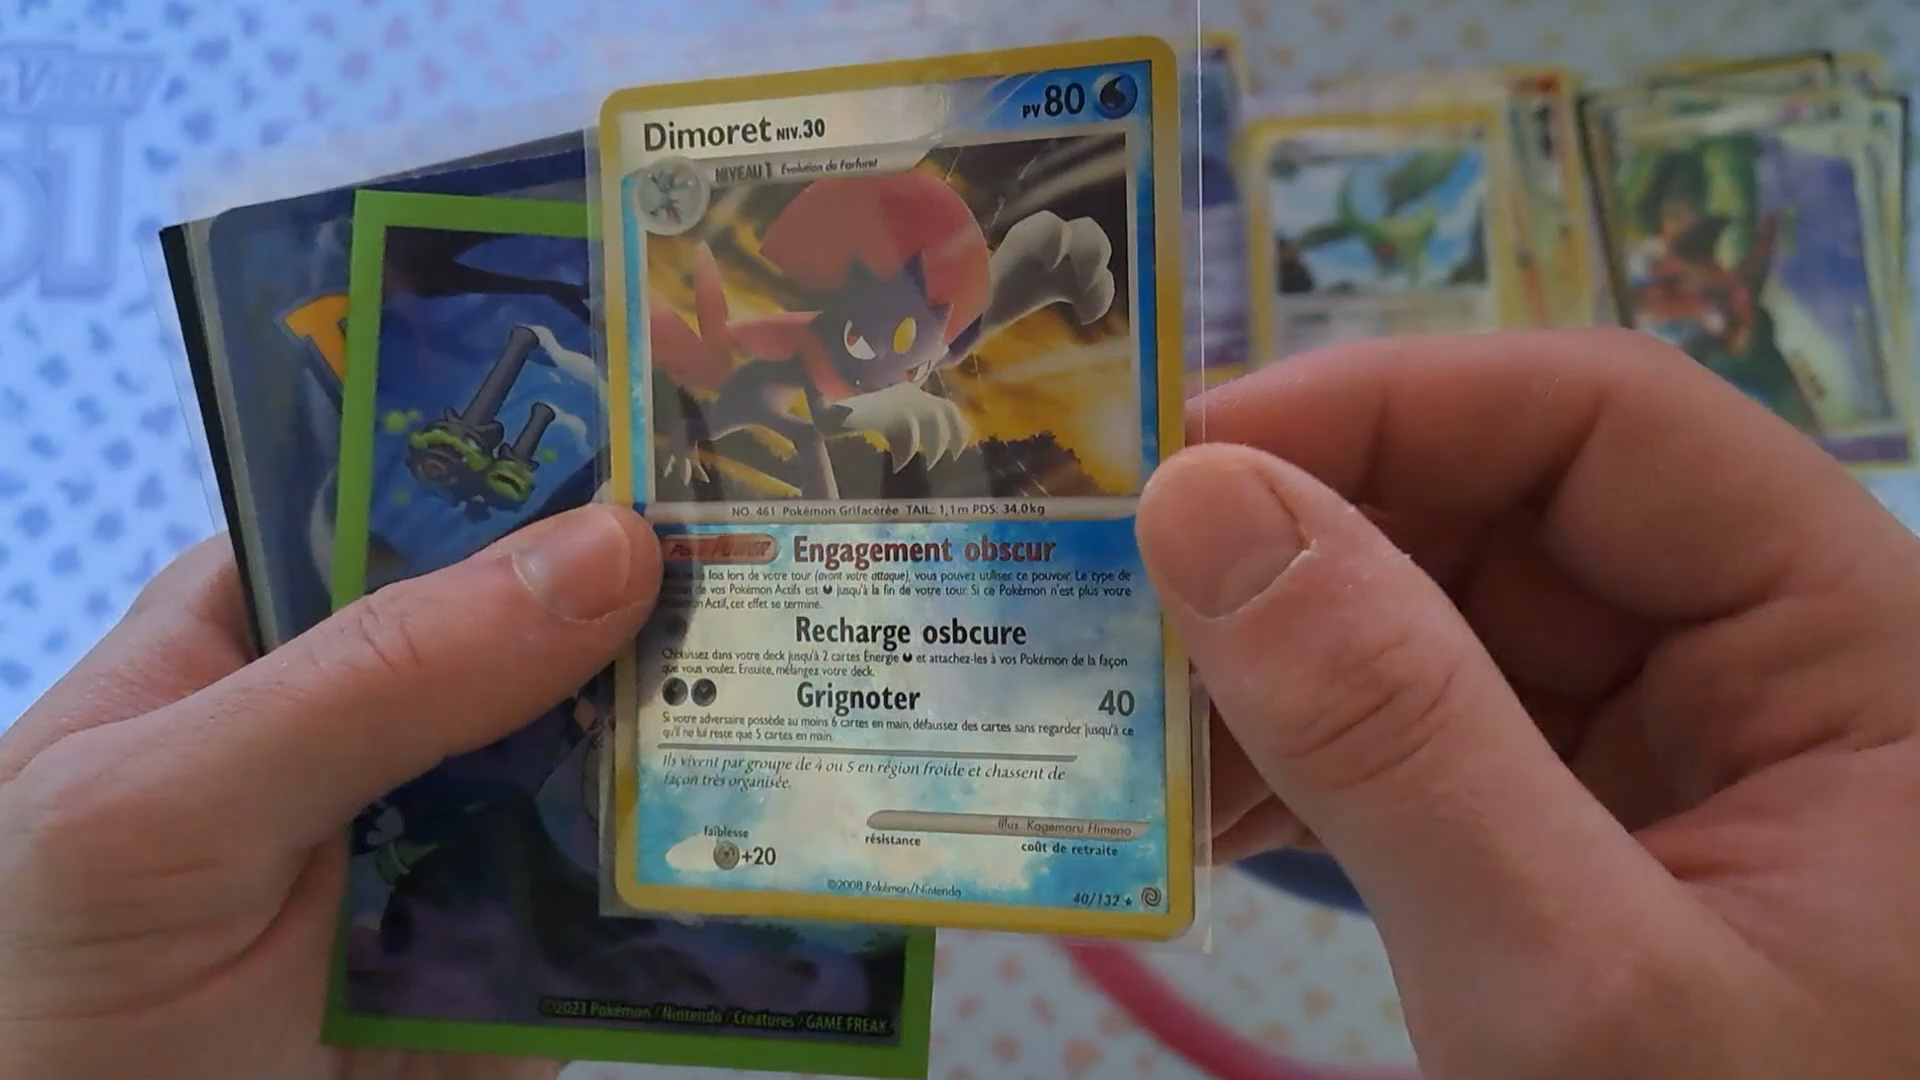 Dimoret NIV.30
PV 80
NIVEAU 1 Évolution de Farfuret
NO. 461 Pokémon Grifacérée TAIL: 1,1m PDS: 34,0kg
Poké-POWER Engagement obscur
fois lors de votre tour (avant votre attaque), vous pouvez utiliser ce pouvoir. Le type de
de vos Pokémon Actifs est jusqu'à la fin de votre tour. Si ce Pokémon n'est plus votre
Actif, cet effet se termine.
Recharge osbcure
Choisissez dans votre deck jusqu'à 2 cartes Énergie et attachez-les à vos Pokémon de la façon
que vous voulez. Ensuite, mélangez votre deck.
Grignoter 40
Si votre adversaire possède au moins 6 cartes en main, défaussez des cartes sans regarder jusqu'à ce
qu'il ne lui reste que 5 cartes en main.
Ils vivent par groupe de 4 ou 5 en région froide et chassent de
façon très organisée.
Illus. Kagemaru Himeno
faiblesse
résistance
coût de retraite
+20
©2008 Pokémon/Nintendo
40/132 ★
©2023 Pokémon / Nintendo / Creatures / GAME FREAK.